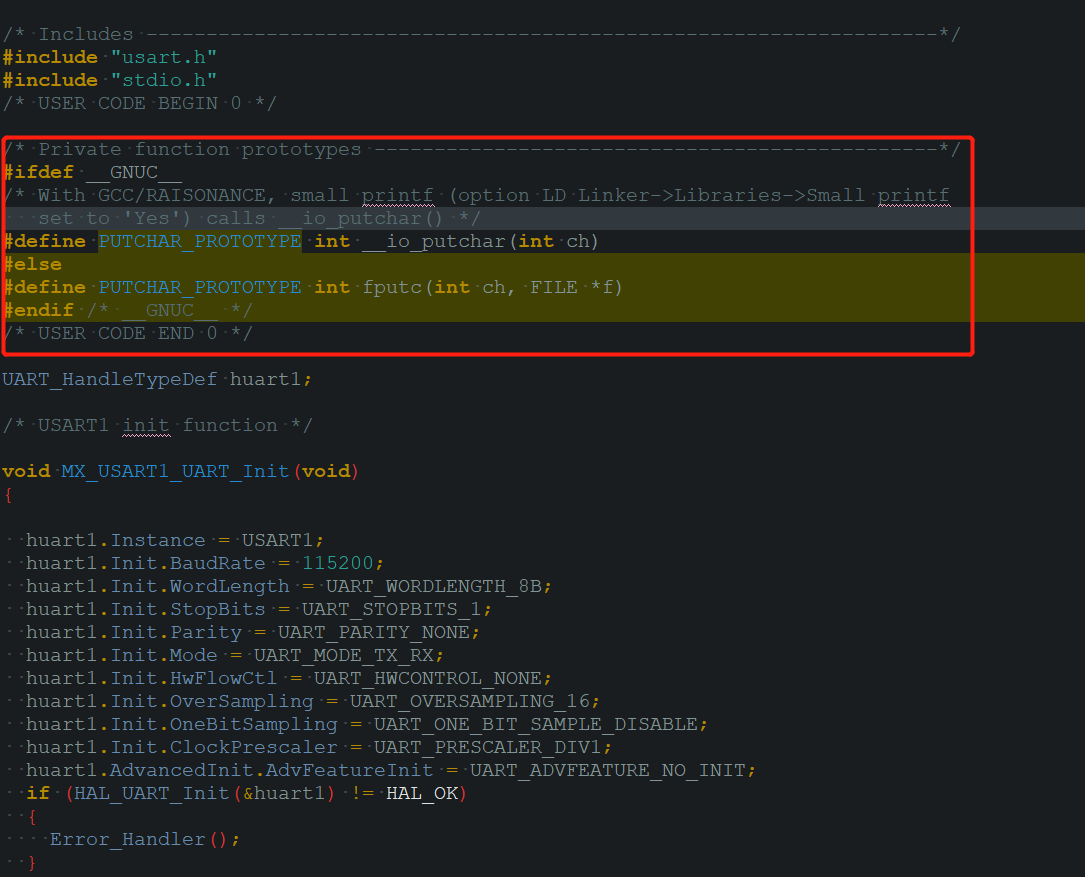 /* Includes ------------------------------------------------------------------*/
#include "usart.h"
#include "stdio.h"
/* USER CODE BEGIN 0 */
/* Private function prototypes -----------------------------------------------*/
#ifdef __GNUC__
/* With GCC/RAISONANCE, small printf (option LD Linker->Libraries->Small printf
   set to 'Yes') calls __io_putchar() */
#define PUTCHAR_PROTOTYPE int __io_putchar(int ch)
#else
#define PUTCHAR_PROTOTYPE int fputc(int ch, FILE *f)
#endif /* __GNUC__ */
/* USER CODE END 0 */
UART_HandleTypeDef huart1;
/* USART1 init function */
void MX_USART1_UART_Init(void)
{
  huart1.Instance = USART1;
  huart1.Init.BaudRate = 115200;
  huart1.Init.WordLength = UART_WORDLENGTH_8B;
  huart1.Init.StopBits = UART_STOPBITS_1;
  huart1.Init.Parity = UART_PARITY_NONE;
  huart1.Init.Mode = UART_MODE_TX_RX;
  huart1.Init.HwFlowCtl = UART_HWCONTROL_NONE;
  huart1.Init.OverSampling = UART_OVERSAMPLING_16;
  huart1.Init.OneBitSampling = UART_ONE_BIT_SAMPLE_DISABLE;
  huart1.Init.ClockPrescaler = UART_PRESCALER_DIV1;
  huart1.AdvancedInit.AdvFeatureInit = UART_ADVFEATURE_NO_INIT;
  if (HAL_UART_Init(&huart1) != HAL_OK)
  {
    Error_Handler();
  }